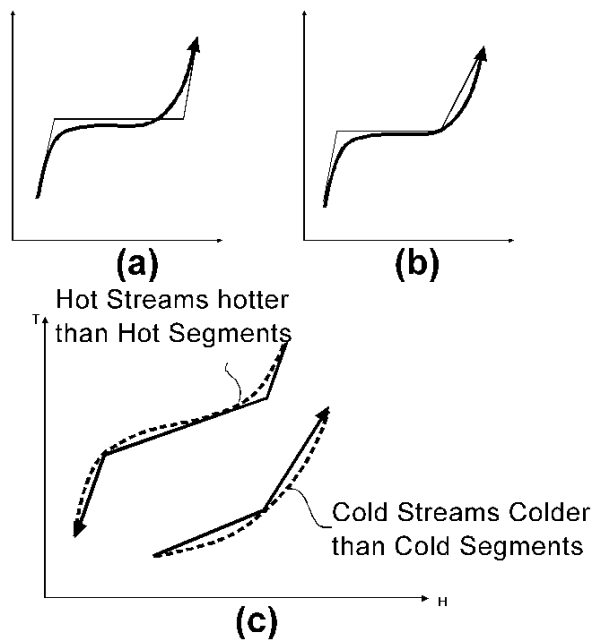 (a)
(b)
Hot Streams hotter
T
than Hot Segments
Cold Streams Colder
than Cold Segments
H
(c)